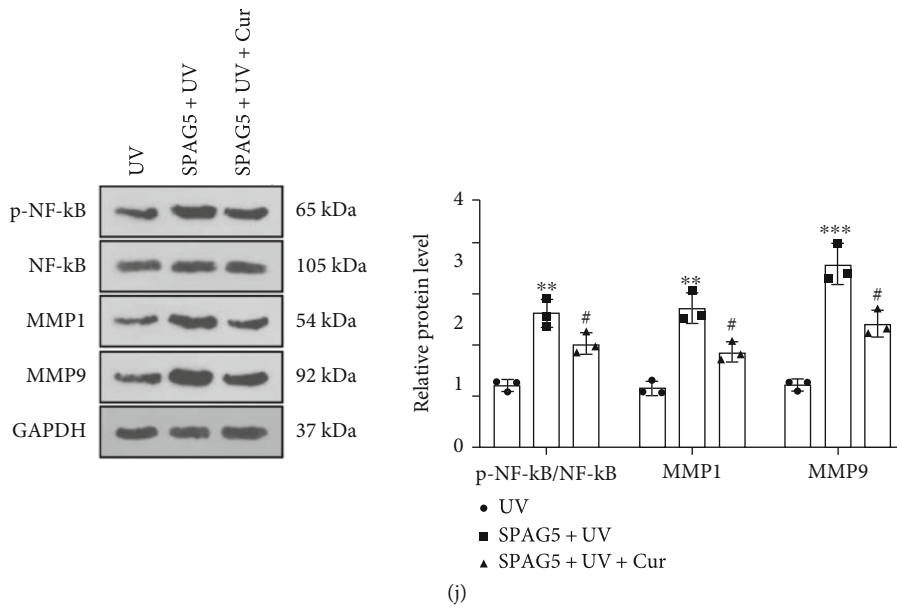 UV
SPAG5 + UV
SPAG5 + UV + Cur
p-NF-kB
65 kDa
NF-kB
105 kDa
MMP1
54 kDa
MMP9
92 kDa
GAPDH
37 kDa
Relative protein level
4
3
2
1
0
**
#
**
#
***
#
p-NF-kB/NF-kB
MMP1
MMP9
UV
SPAG5 + UV
SPAG5 + UV + Cur
(j)